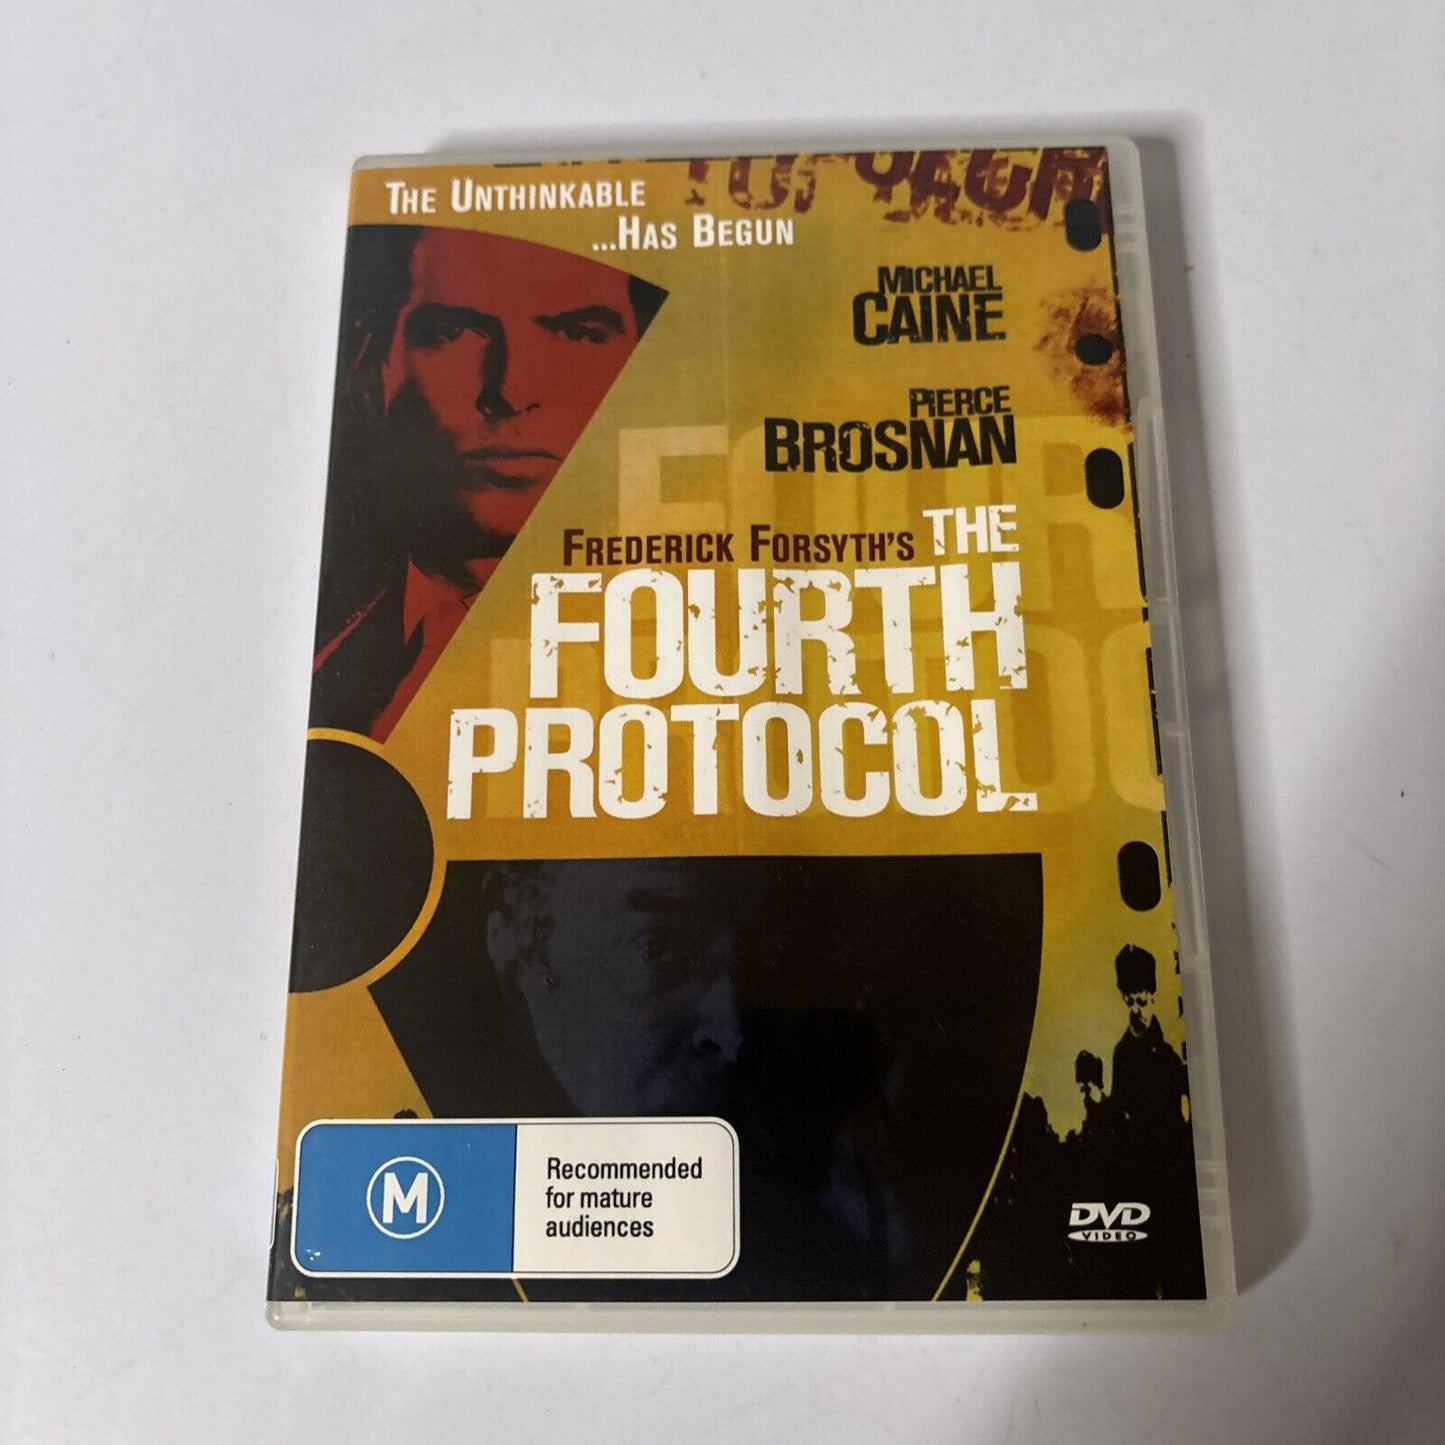 THE UNTHINKABLE
...HAS BEGUN
MICHAEL
CAINE
PIERCE
BROSNAN
FREDERICK FORSYTH'S THE
FOURTH
PROTOCOL
M
Recommended
for mature
audiences
DVD
VIDEO